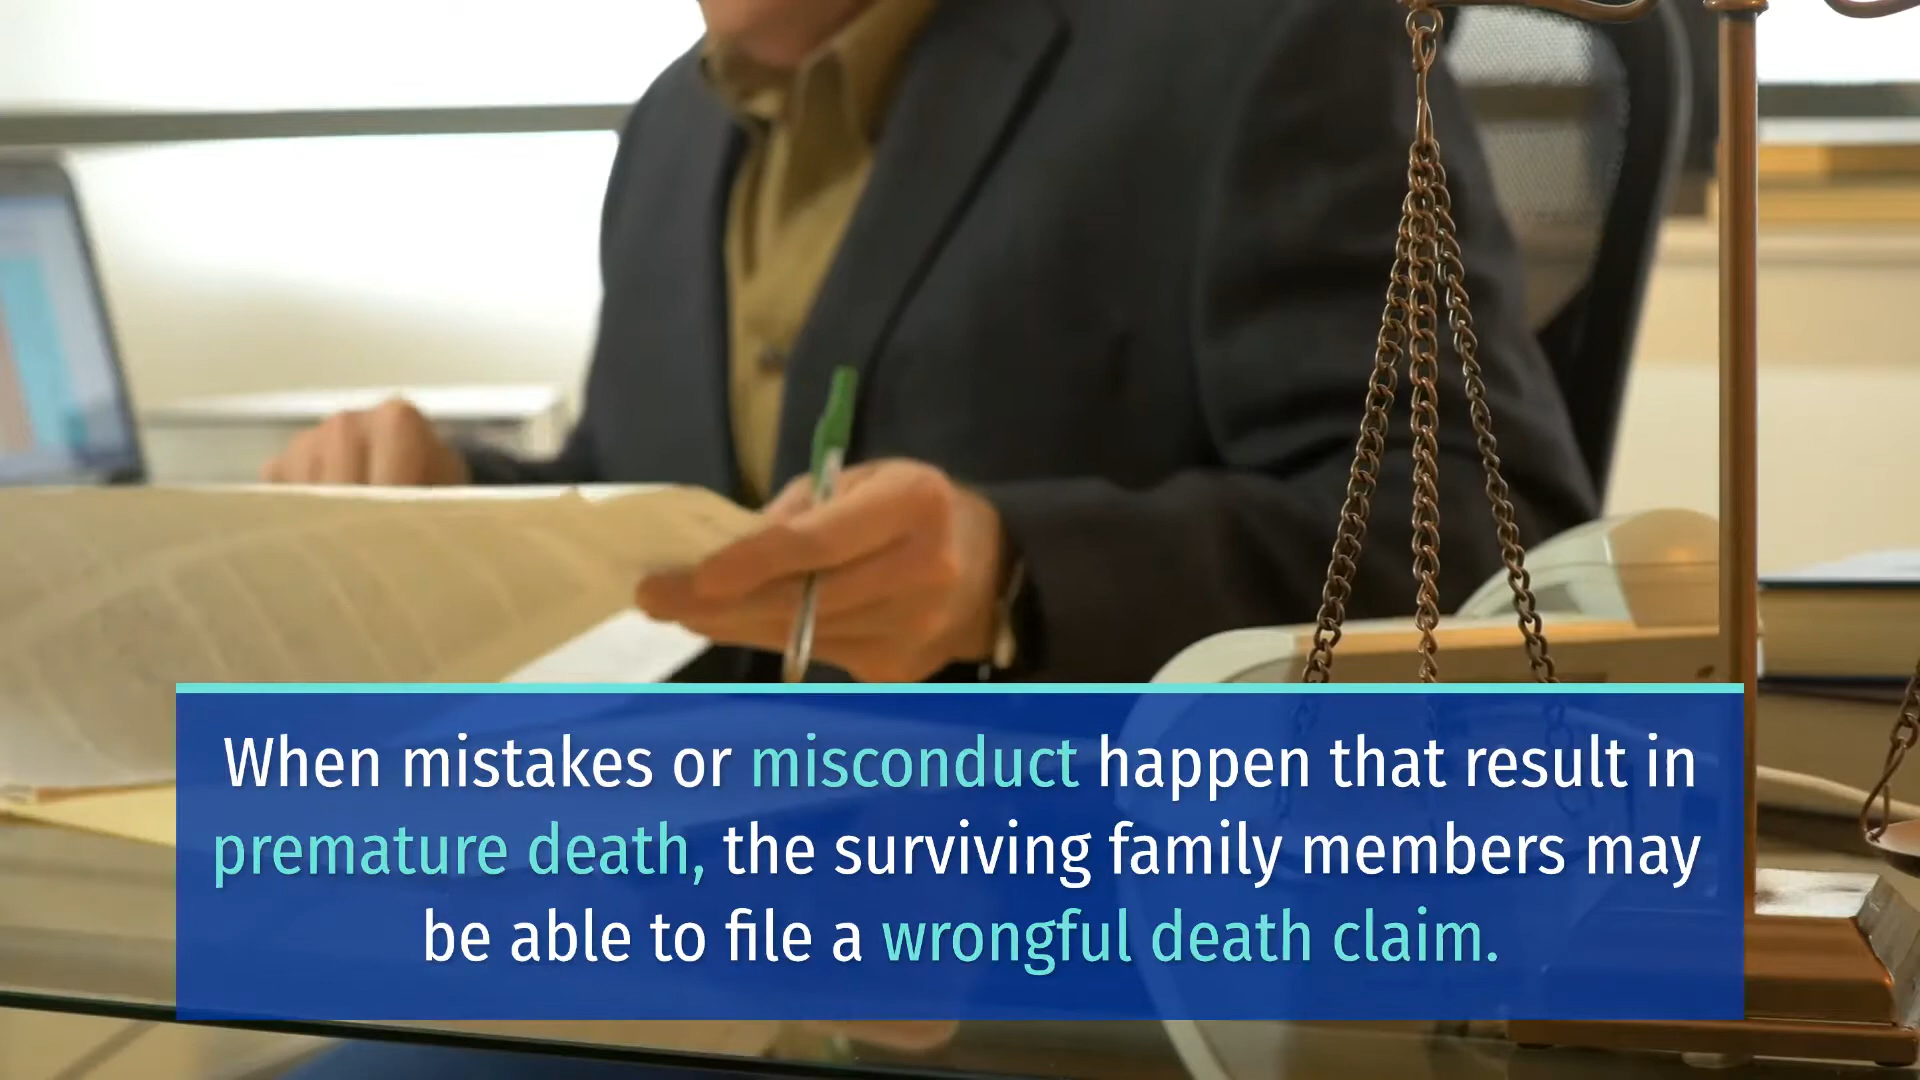 When mistakes or misconduct happen that result in
premature death, the surviving family members may
be able to file a wrongful death claim.